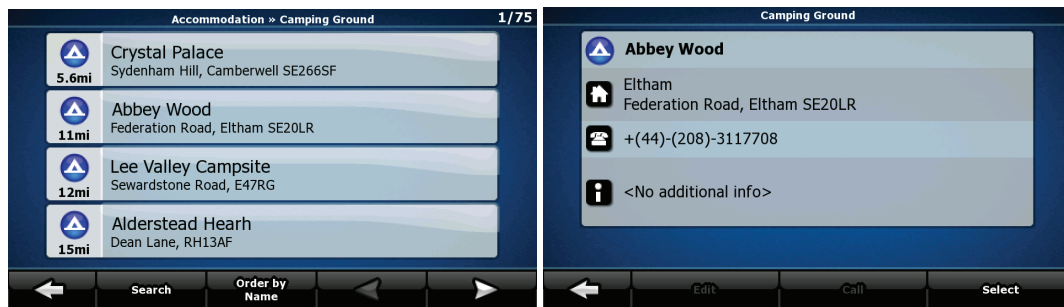 Accommodation » Camping Ground
1/75
Crystal Palace
Sydenham Hill, Camberwell SE266SF
5.6mi
Abbey Wood
Federation Road, Eltham SE20LR
11mi
Lee Valley Campsite
Sewardstone Road, E47RG
12mi
Alderstead Hearh
Dean Lane, RH13AF
15mi
Search
Order by
Name
Camping Ground
Abbey Wood
Eltham
Federation Road, Eltham SE20LR
+(44)-(208)-3117708
<No additional info>
Edit
Call
Select